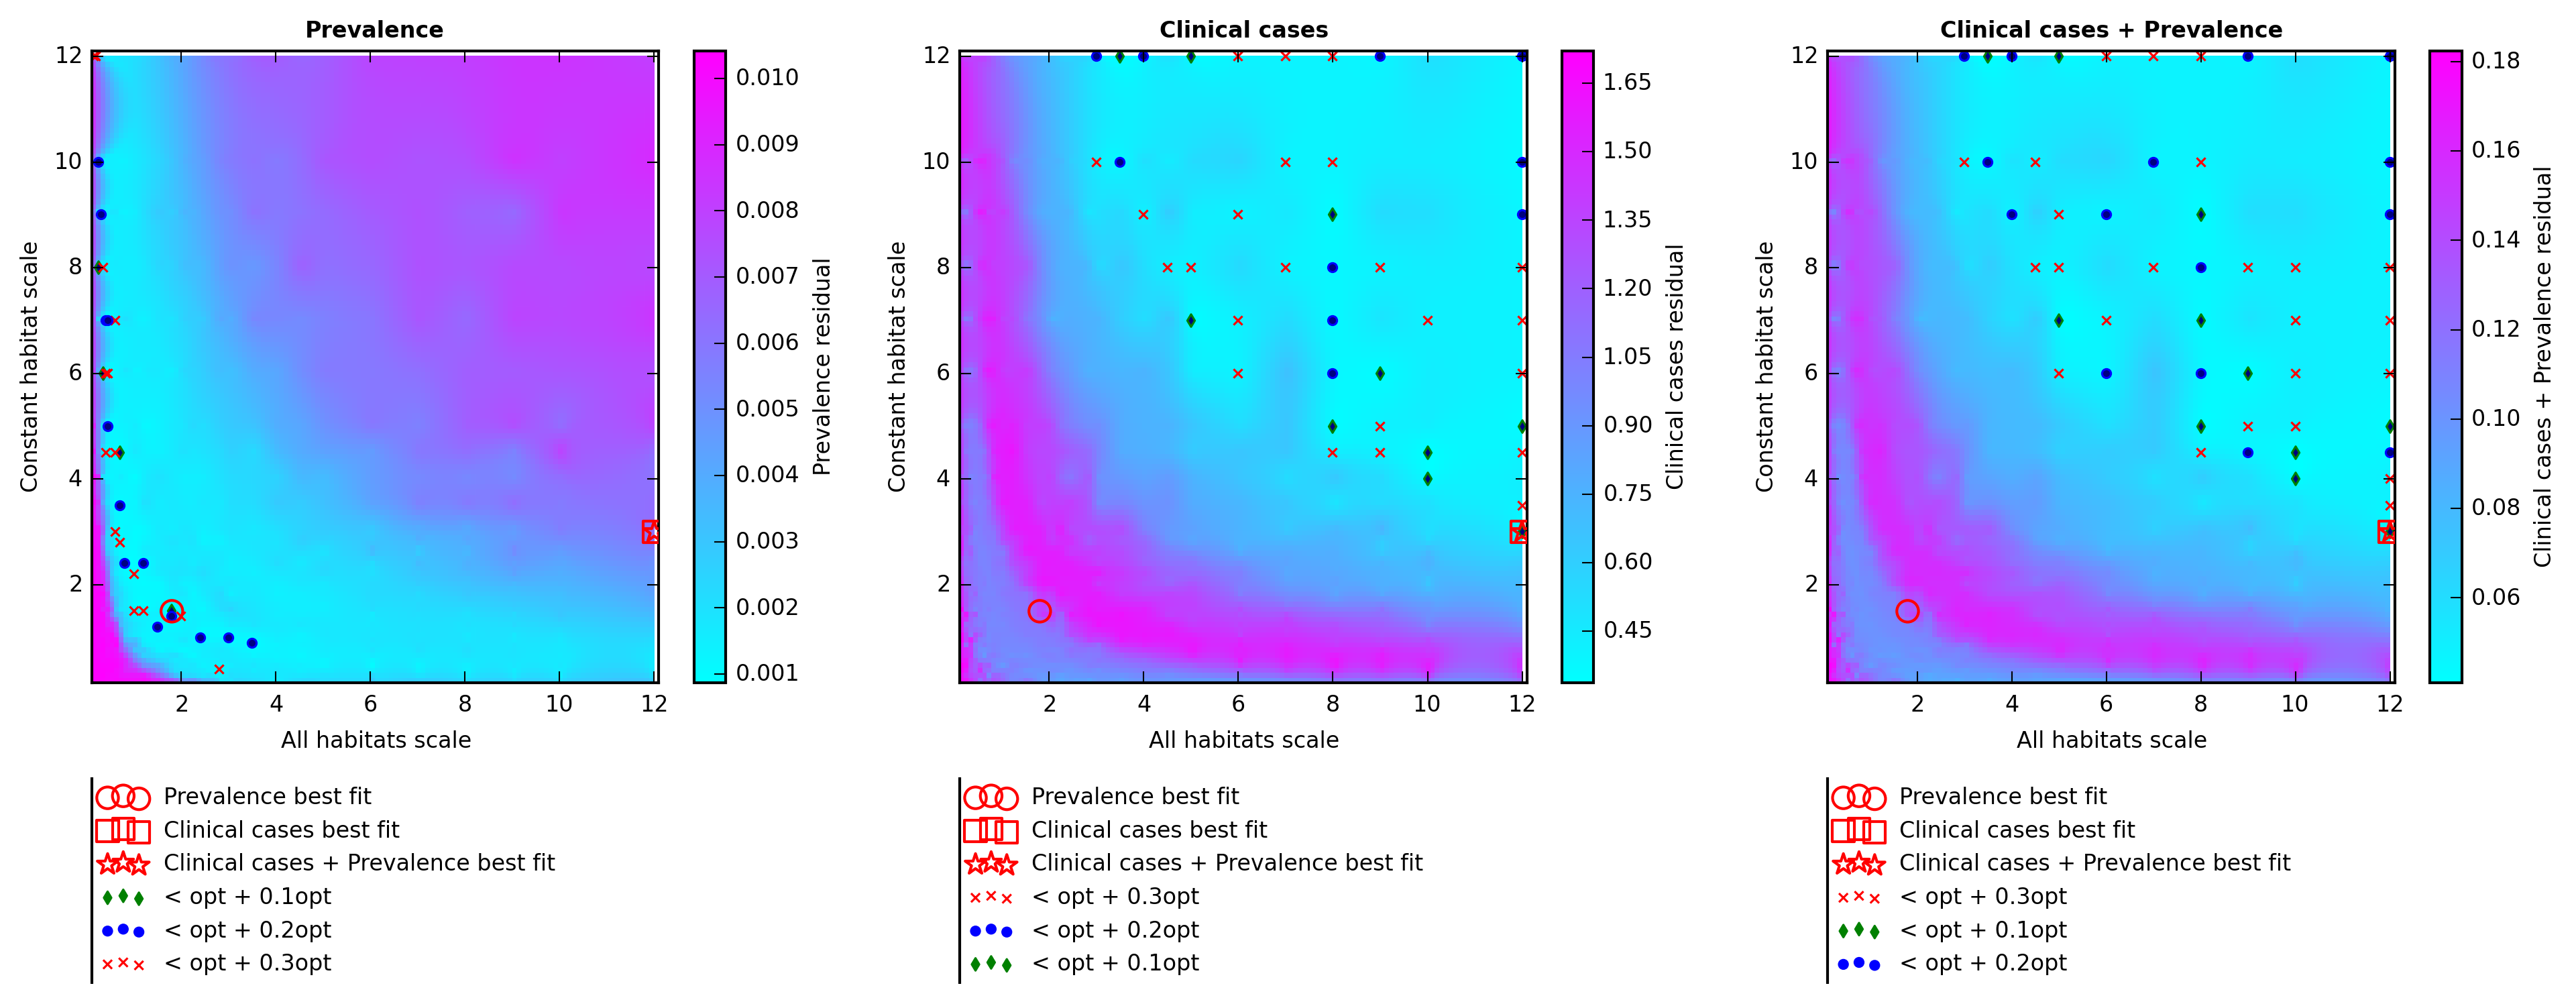 Prevalence
12
10
8
6
4
2
2 4 6 8 10 12
Constant habitat scale
All habitats scale
0.010
0.009
0.008
0.007
0.006
0.005
0.004
0.003
0.002
0.001
Prevalence residual
Prevalence best fit
Clinical cases best fit
Clinical cases + Prevalence best fit
< opt + 0.1opt
< opt + 0.2opt
< opt + 0.3opt
Clinical cases
12
10
8
6
4
2
2 4 6 8 10 12
Constant habitat scale
All habitats scale
1.65
1.50
1.35
1.20
1.05
0.90
0.75
0.60
0.45
Clinical cases residual
Prevalence best fit
Clinical cases best fit
Clinical cases + Prevalence best fit
< opt + 0.3opt
< opt + 0.2opt
< opt + 0.1opt
Clinical cases + Prevalence
12
10
8
6
4
2
2 4 6 8 10 12
Constant habitat scale
All habitats scale
0.18
0.16
0.14
0.12
0.10
0.08
0.06
Clinical cases + Prevalence residual
Prevalence best fit
Clinical cases best fit
Clinical cases + Prevalence best fit
< opt + 0.3opt
< opt + 0.1opt
< opt + 0.2opt